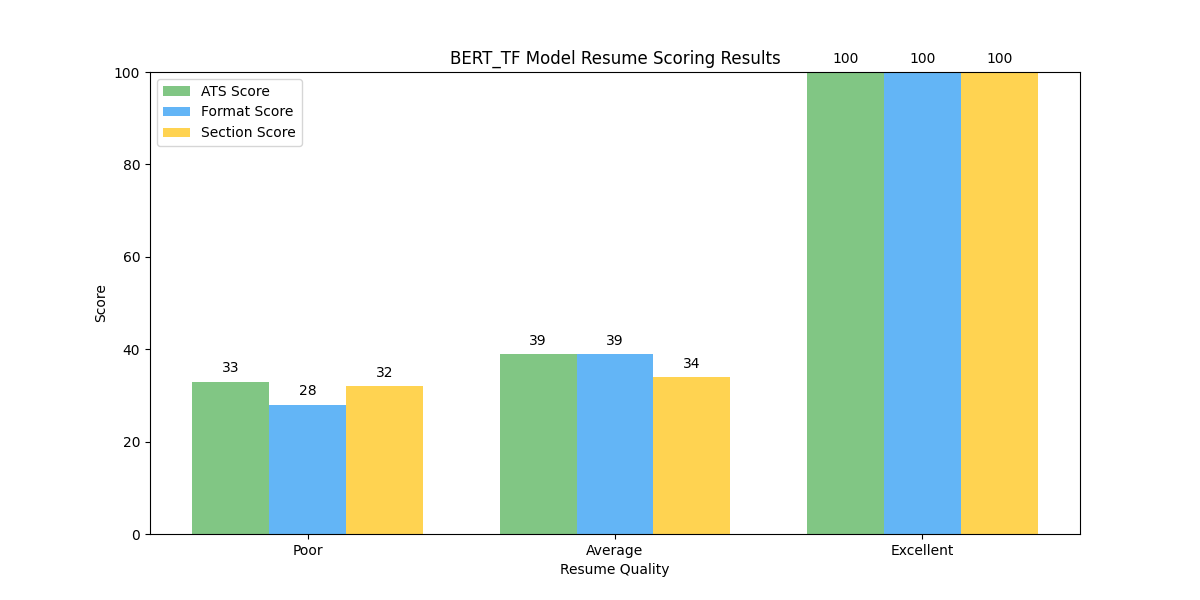 BERT_TF Model Resume Scoring Results
100 100 100
100
80
60
40
20
0
Score
ATS Score
Format Score
Section Score
33
28
32
39
39
34
Poor Average Excellent
Resume Quality